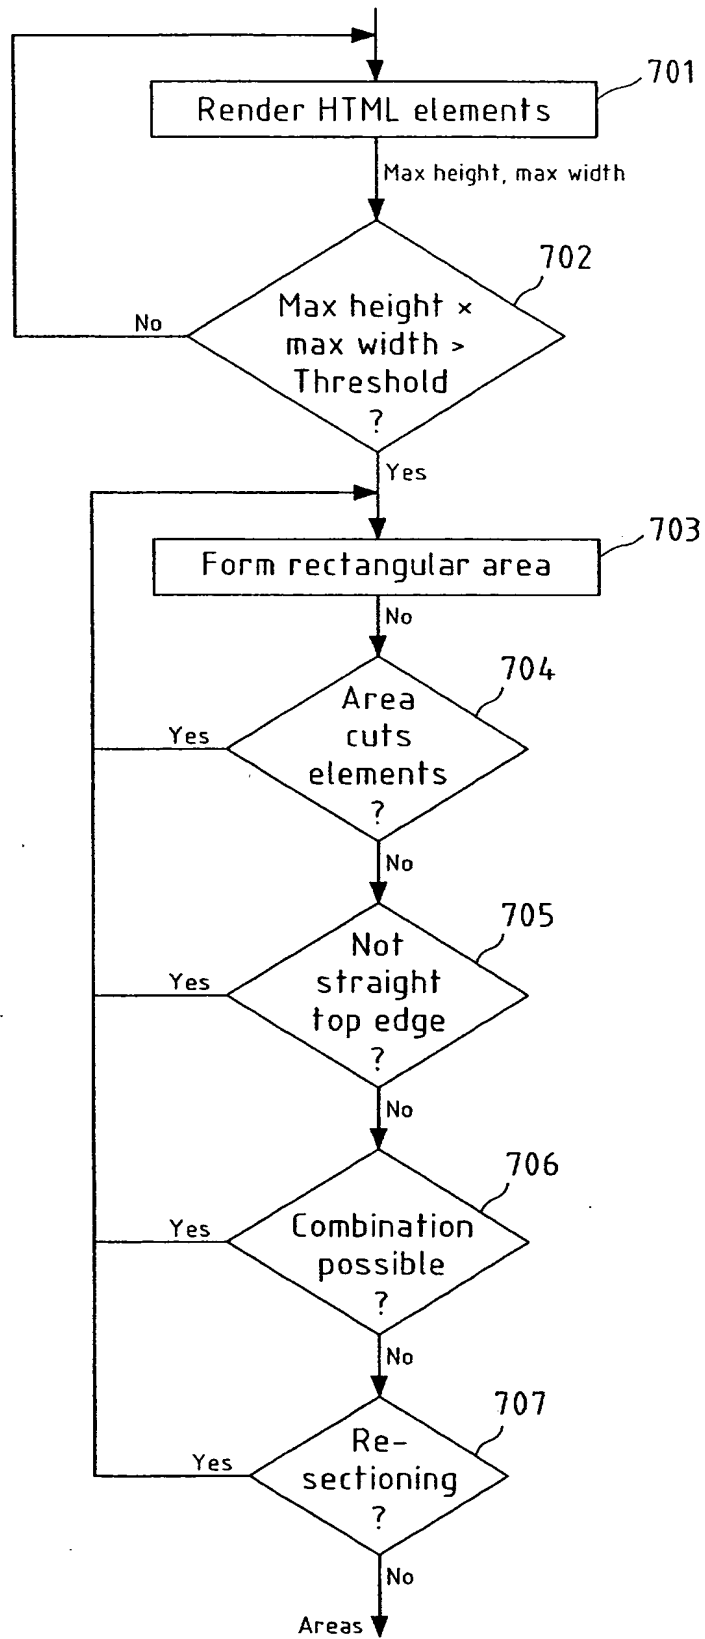 701
Render HTML elements
Max height, max width
702
Max height ×
max width >
Threshold
?
No
Yes
703
Form rectangular area
No
704
Area
cuts
elements
?
Yes
No
705
Not
straight
top edge
?
Yes
No
706
Combination
possible
?
Yes
No
707
Re-
sectioning
?
Yes
No
Areas